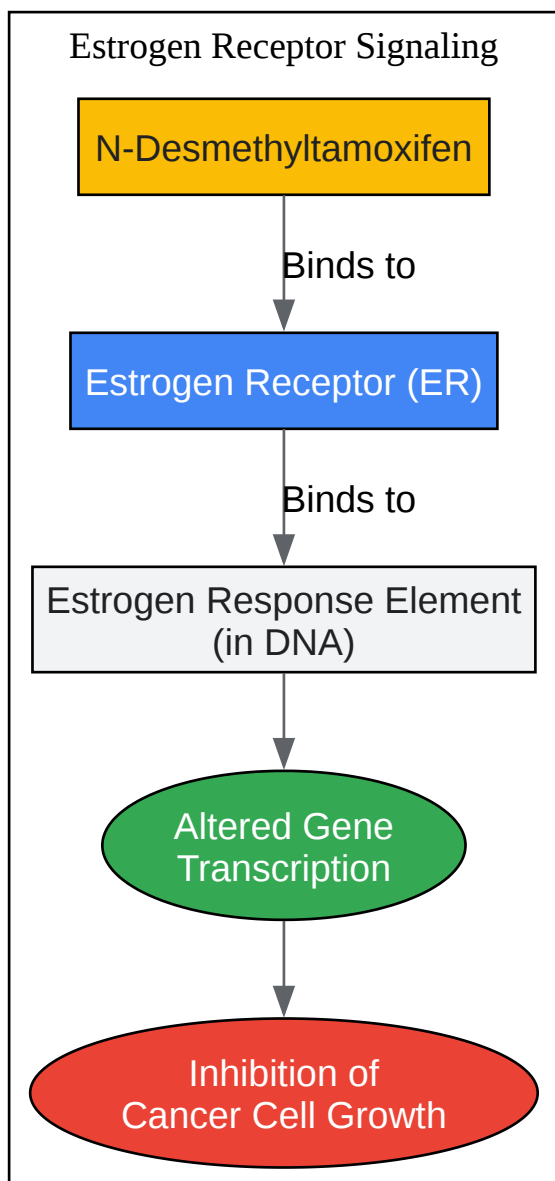 Estrogen Receptor Signaling
N-Desmethyltamoxifen
Binds to
Estrogen Receptor (ER)
Binds to
Estrogen Response Element
(in DNA)
Altered Gene
Transcription
Inhibition of
Cancer Cell Growth